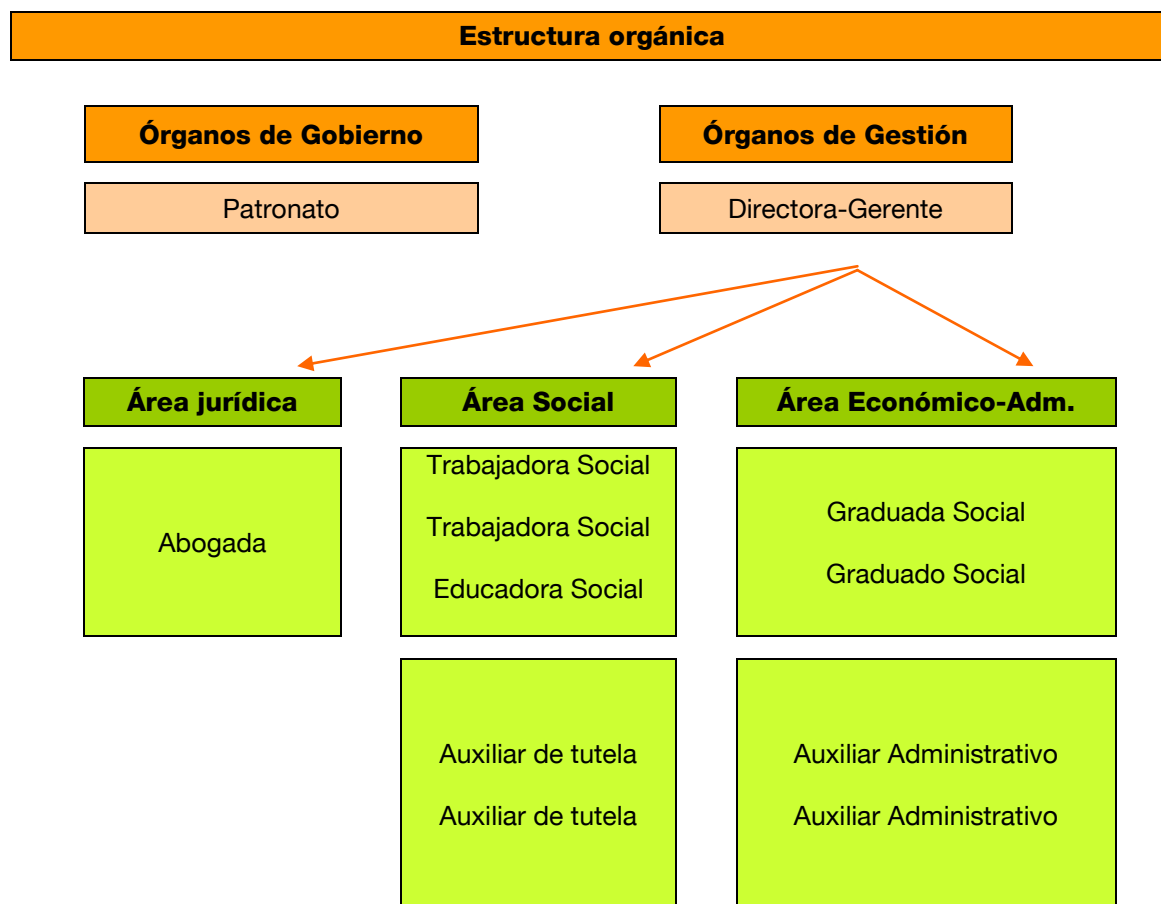 Estructura orgánica
Órganos de Gobierno
Patronato
Órganos de Gestión
Directora-Gerente
Área jurídica
Abogada
Área Social
Trabajadora Social
Trabajadora Social
Educadora Social
Auxiliar de tutela
Auxiliar de tutela
Área Económico-Adm.
Graduada Social
Graduado Social
Auxiliar Administrativo
Auxiliar Administrativo